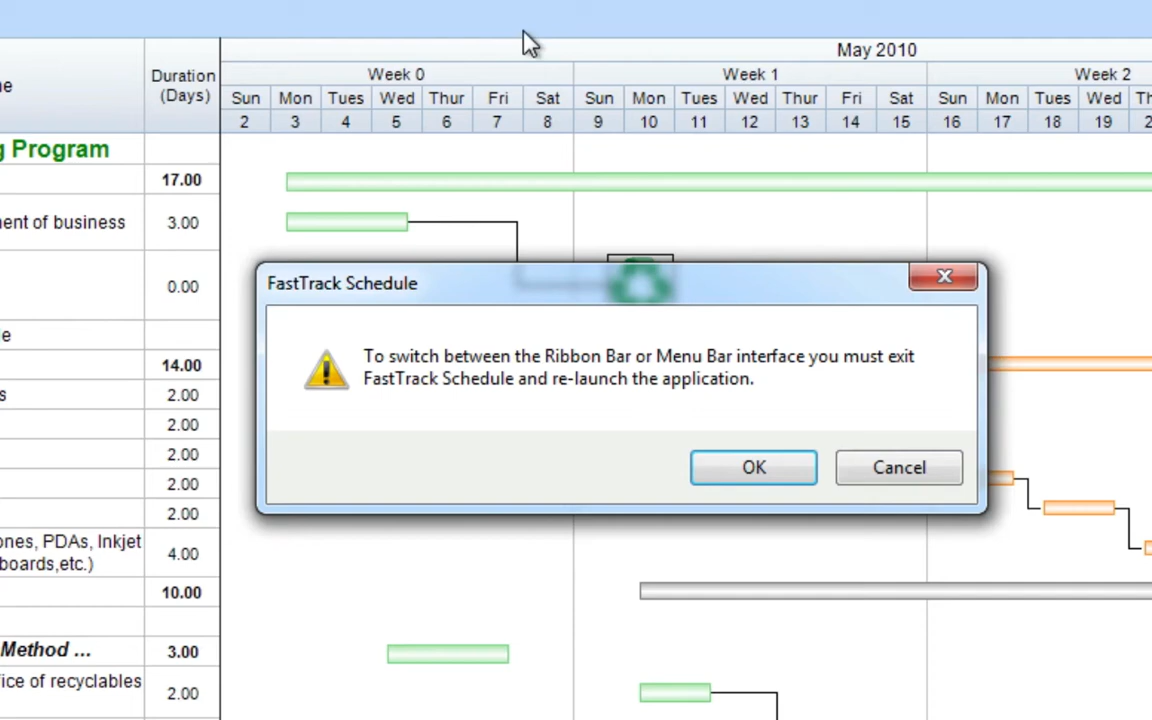 May 2010
Week 0 Week 1 Week 2
ne
Duration
(Days)
Sun Mon Tues Wed Thur Fri Sat Sun Mon Tues Wed Thur Fri Sat Sun Mon Tues Wed Th
2 3 4 5 6 7 8 9 10 11 12 13 14 15 16 17 18 19 2
g Program
17.00
nent of business 3.00
0.00
e
14.00
s 2.00
2.00
2.00
2.00
2.00
ones, PDAs, Inkjet
boards,etc.) 4.00
10.00
Method ... 3.00
fice of recyclables 2.00
FastTrack Schedule
To switch between the Ribbon Bar or Menu Bar interface you must exit
FastTrack Schedule and re-launch the application.
OK Cancel